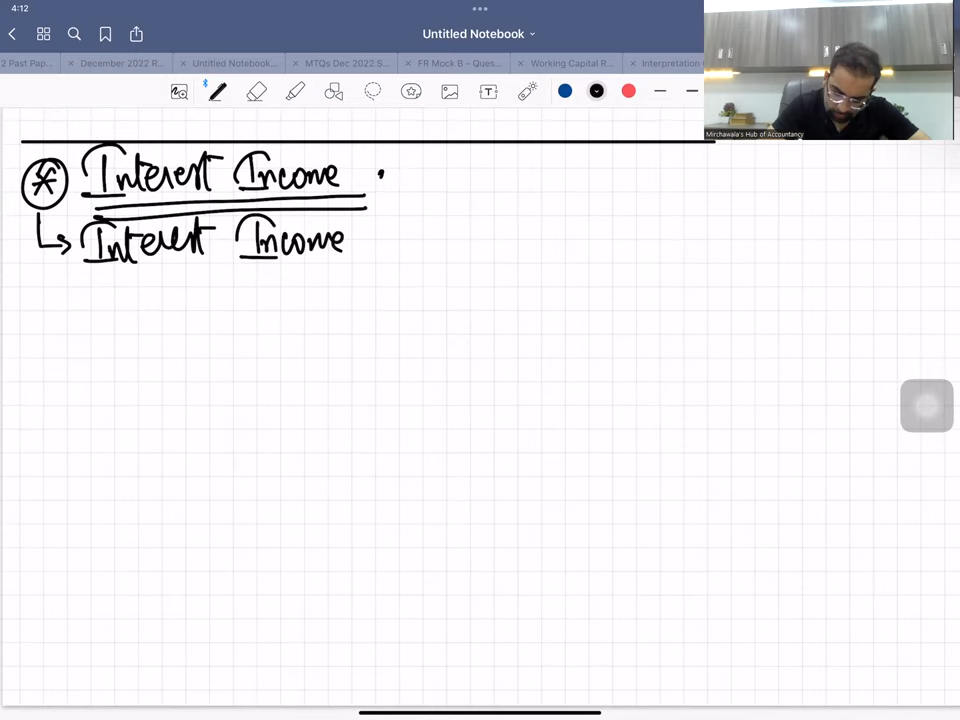 4:12
Untitled Notebook
2 Past Pap...
December 2022 R...
Untitled Notebook...
MTQs Dec 2022 S...
FR Mock B - Ques...
Working Capital R...
Interpretation
T
Mirchawala's Hub of Accountancy
Interest Income
Interest Income